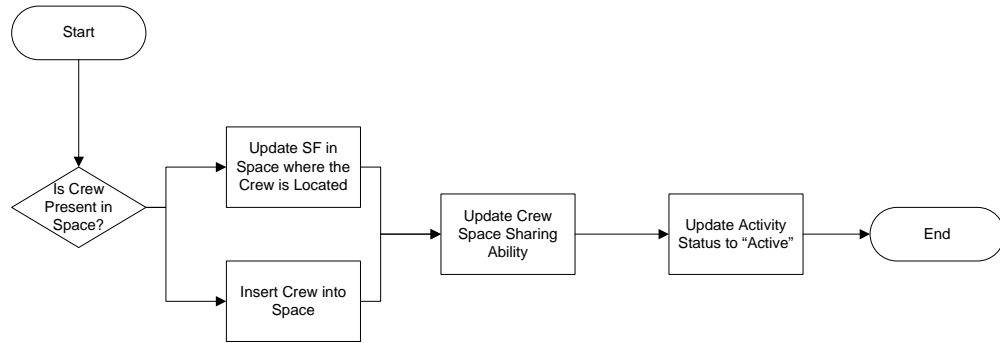 Start
Is Crew
Present in
Space?
Update SF in
Space where the
Crew is Located
Insert Crew into
Space
Update Crew
Space Sharing
Ability
Update Activity
Status to “Active”
End